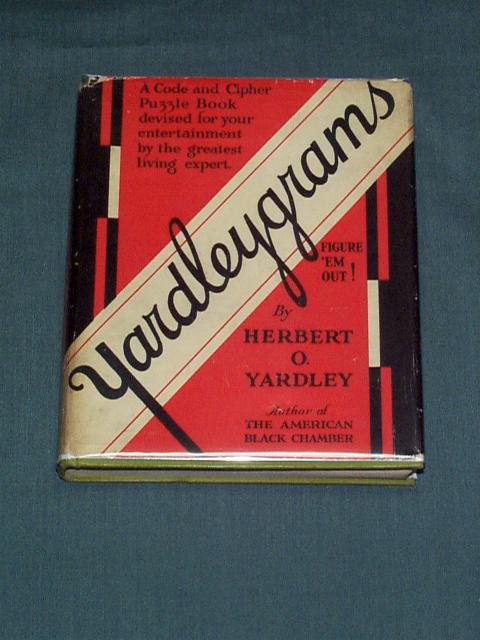 A Code and Cipher
Puzzle Book
devised for your
entertainment
by the greatest
living expert.
Yardleygrams
FIGURE
'EM
OUT!
By
HERBERT
O.
YARDLEY
Author of
THE AMERICAN
BLACK CHAMBER